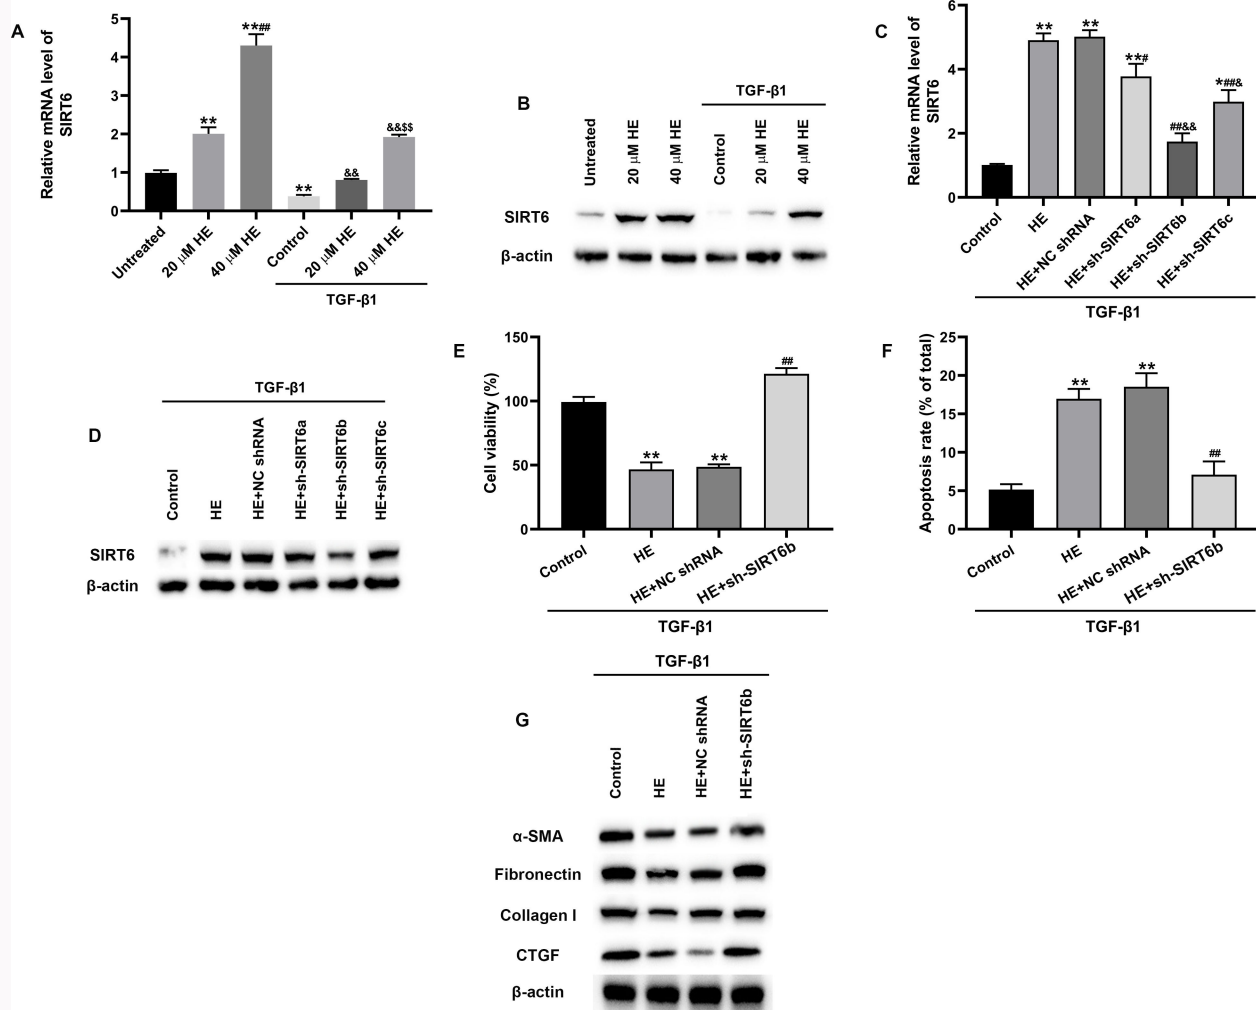 A
Relative mRNA level of
SIRT6
5
4
3
2
1
0
**
**##
**
&&
&&$$
Untreated
20 μM HE
40 μM HE
Control
20 μM HE
40 μM HE
TGF-β1
B
TGF-β1
Untreated
20 μM HE
40 μM HE
Control
20 μM HE
40 μM HE
SIRT6
β-actin
C
Relative mRNA level of
SIRT6
6
4
2
0
**
**
**#
##&&
*##&
Control
HE
HE+NC shRNA
HE+sh-SIRT6a
HE+sh-SIRT6b
HE+sh-SIRT6c
TGF-β1
D
TGF-β1
Control
HE
HE+NC shRNA
HE+sh-SIRT6a
HE+sh-SIRT6b
HE+sh-SIRT6c
SIRT6
β-actin
E
Cell viability (%)
150
100
50
0
**
**
##
Control
HE
HE+NC shRNA
HE+sh-SIRT6b
TGF-β1
F
Apoptosis rate (% of total)
25
20
15
10
5
0
**
**
##
Control
HE
HE+NC shRNA
HE+sh-SIRT6b
TGF-β1
G
TGF-β1
Control
HE
HE+NC shRNA
HE+sh-SIRT6b
α-SMA
Fibronectin
Collagen I
CTGF
β-actin